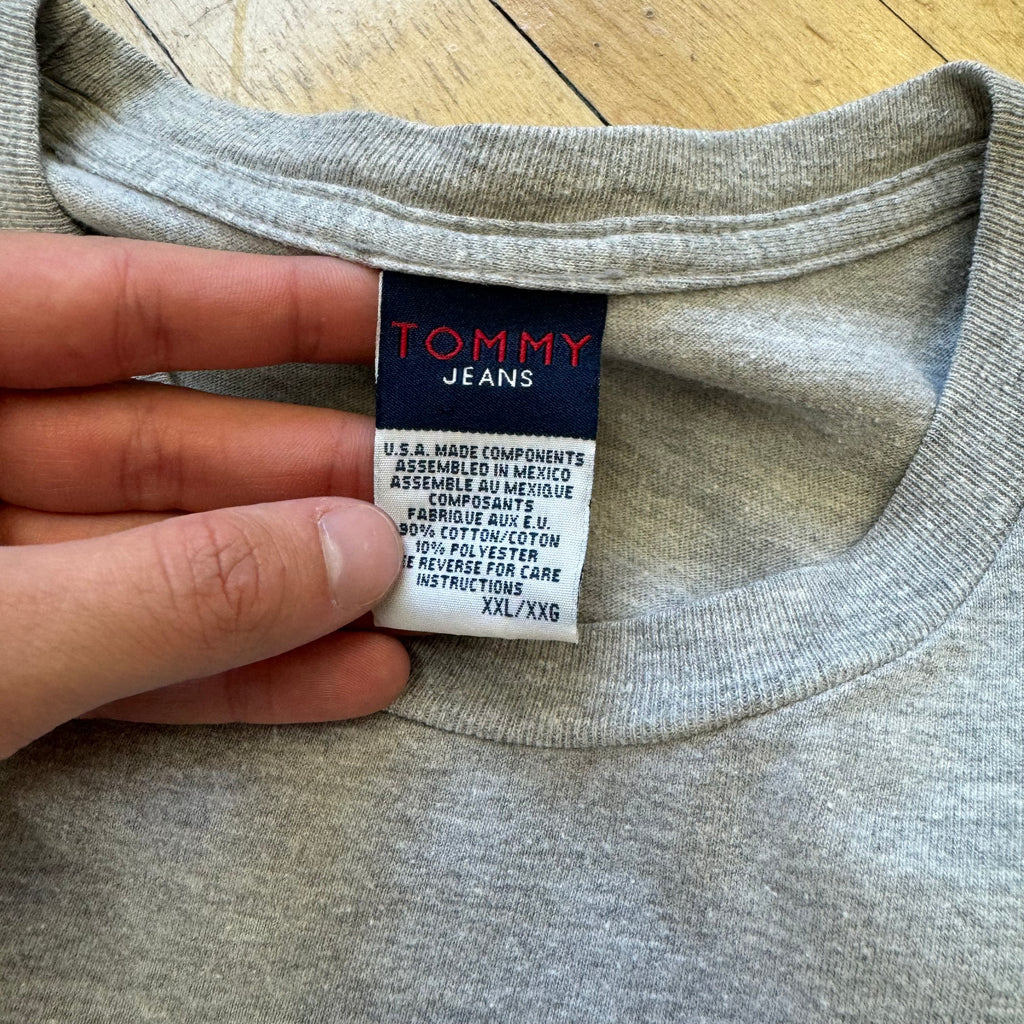 TOMMY
JEANS
U.S.A. MADE COMPONENTS
ASSEMBLED IN MEXICO
ASSEMBLE AU MEXIQUE
COMPOSANTS
FABRIQUE AUX E.U.
90% COTTON/COTON
10% POLYESTER
REVERSE FOR CARE
INSTRUCTIONS
XXL/XXG